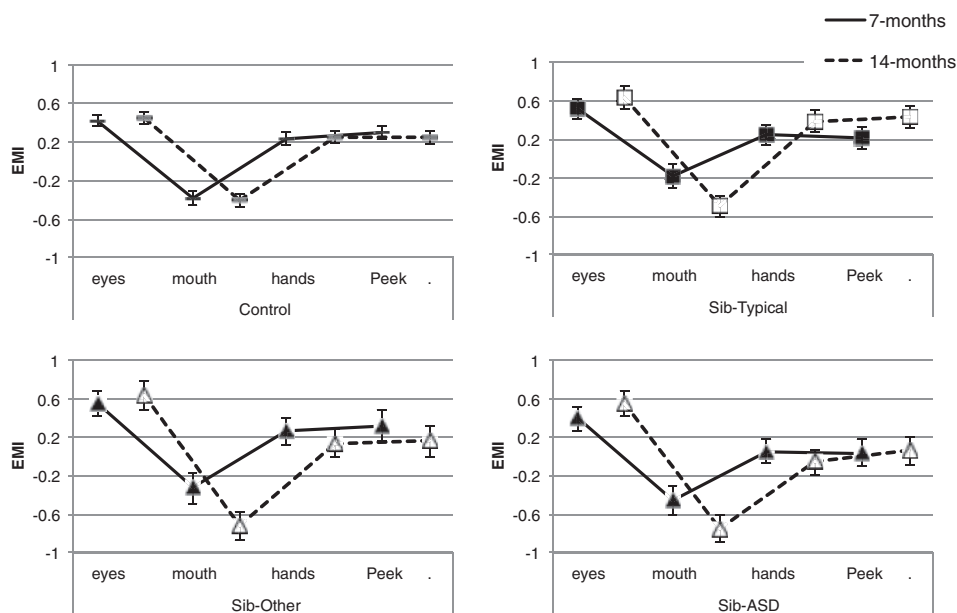 7-months
14-months
1
0.6
0.2
-0.2
-0.6
-1
EMI
eyes mouth hands Peek .
Control
1
0.6
0.2
-0.2
-0.6
-1
EMI
eyes mouth hands Peek .
Sib-Typical
1
0.6
0.2
-0.2
-0.6
-1
EMI
eyes mouth hands Peek .
Sib-Other
1
0.6
0.2
-0.2
-0.6
-1
EMI
eyes mouth hands Peek .
Sib-ASD